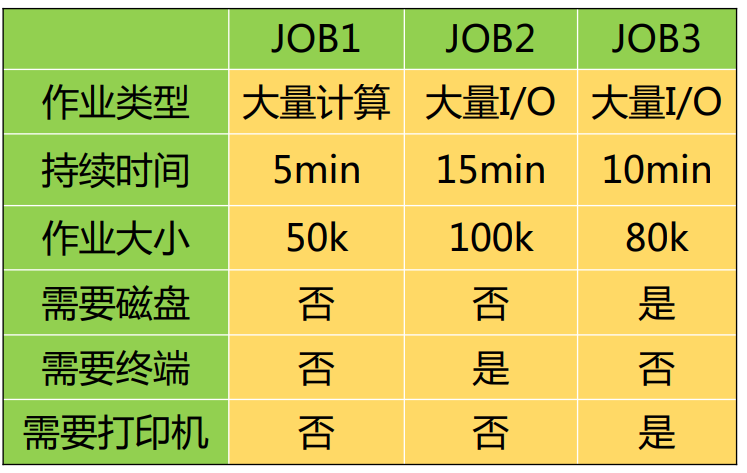 JOB1 JOB2 JOB3
作业类型 大量计算 大量I/O 大量I/O
持续时间 5min 15min 10min
作业大小 50k 100k 80k
需要磁盘 否 否 是
需要终端 否 是 否
需要打印机 否 否 是